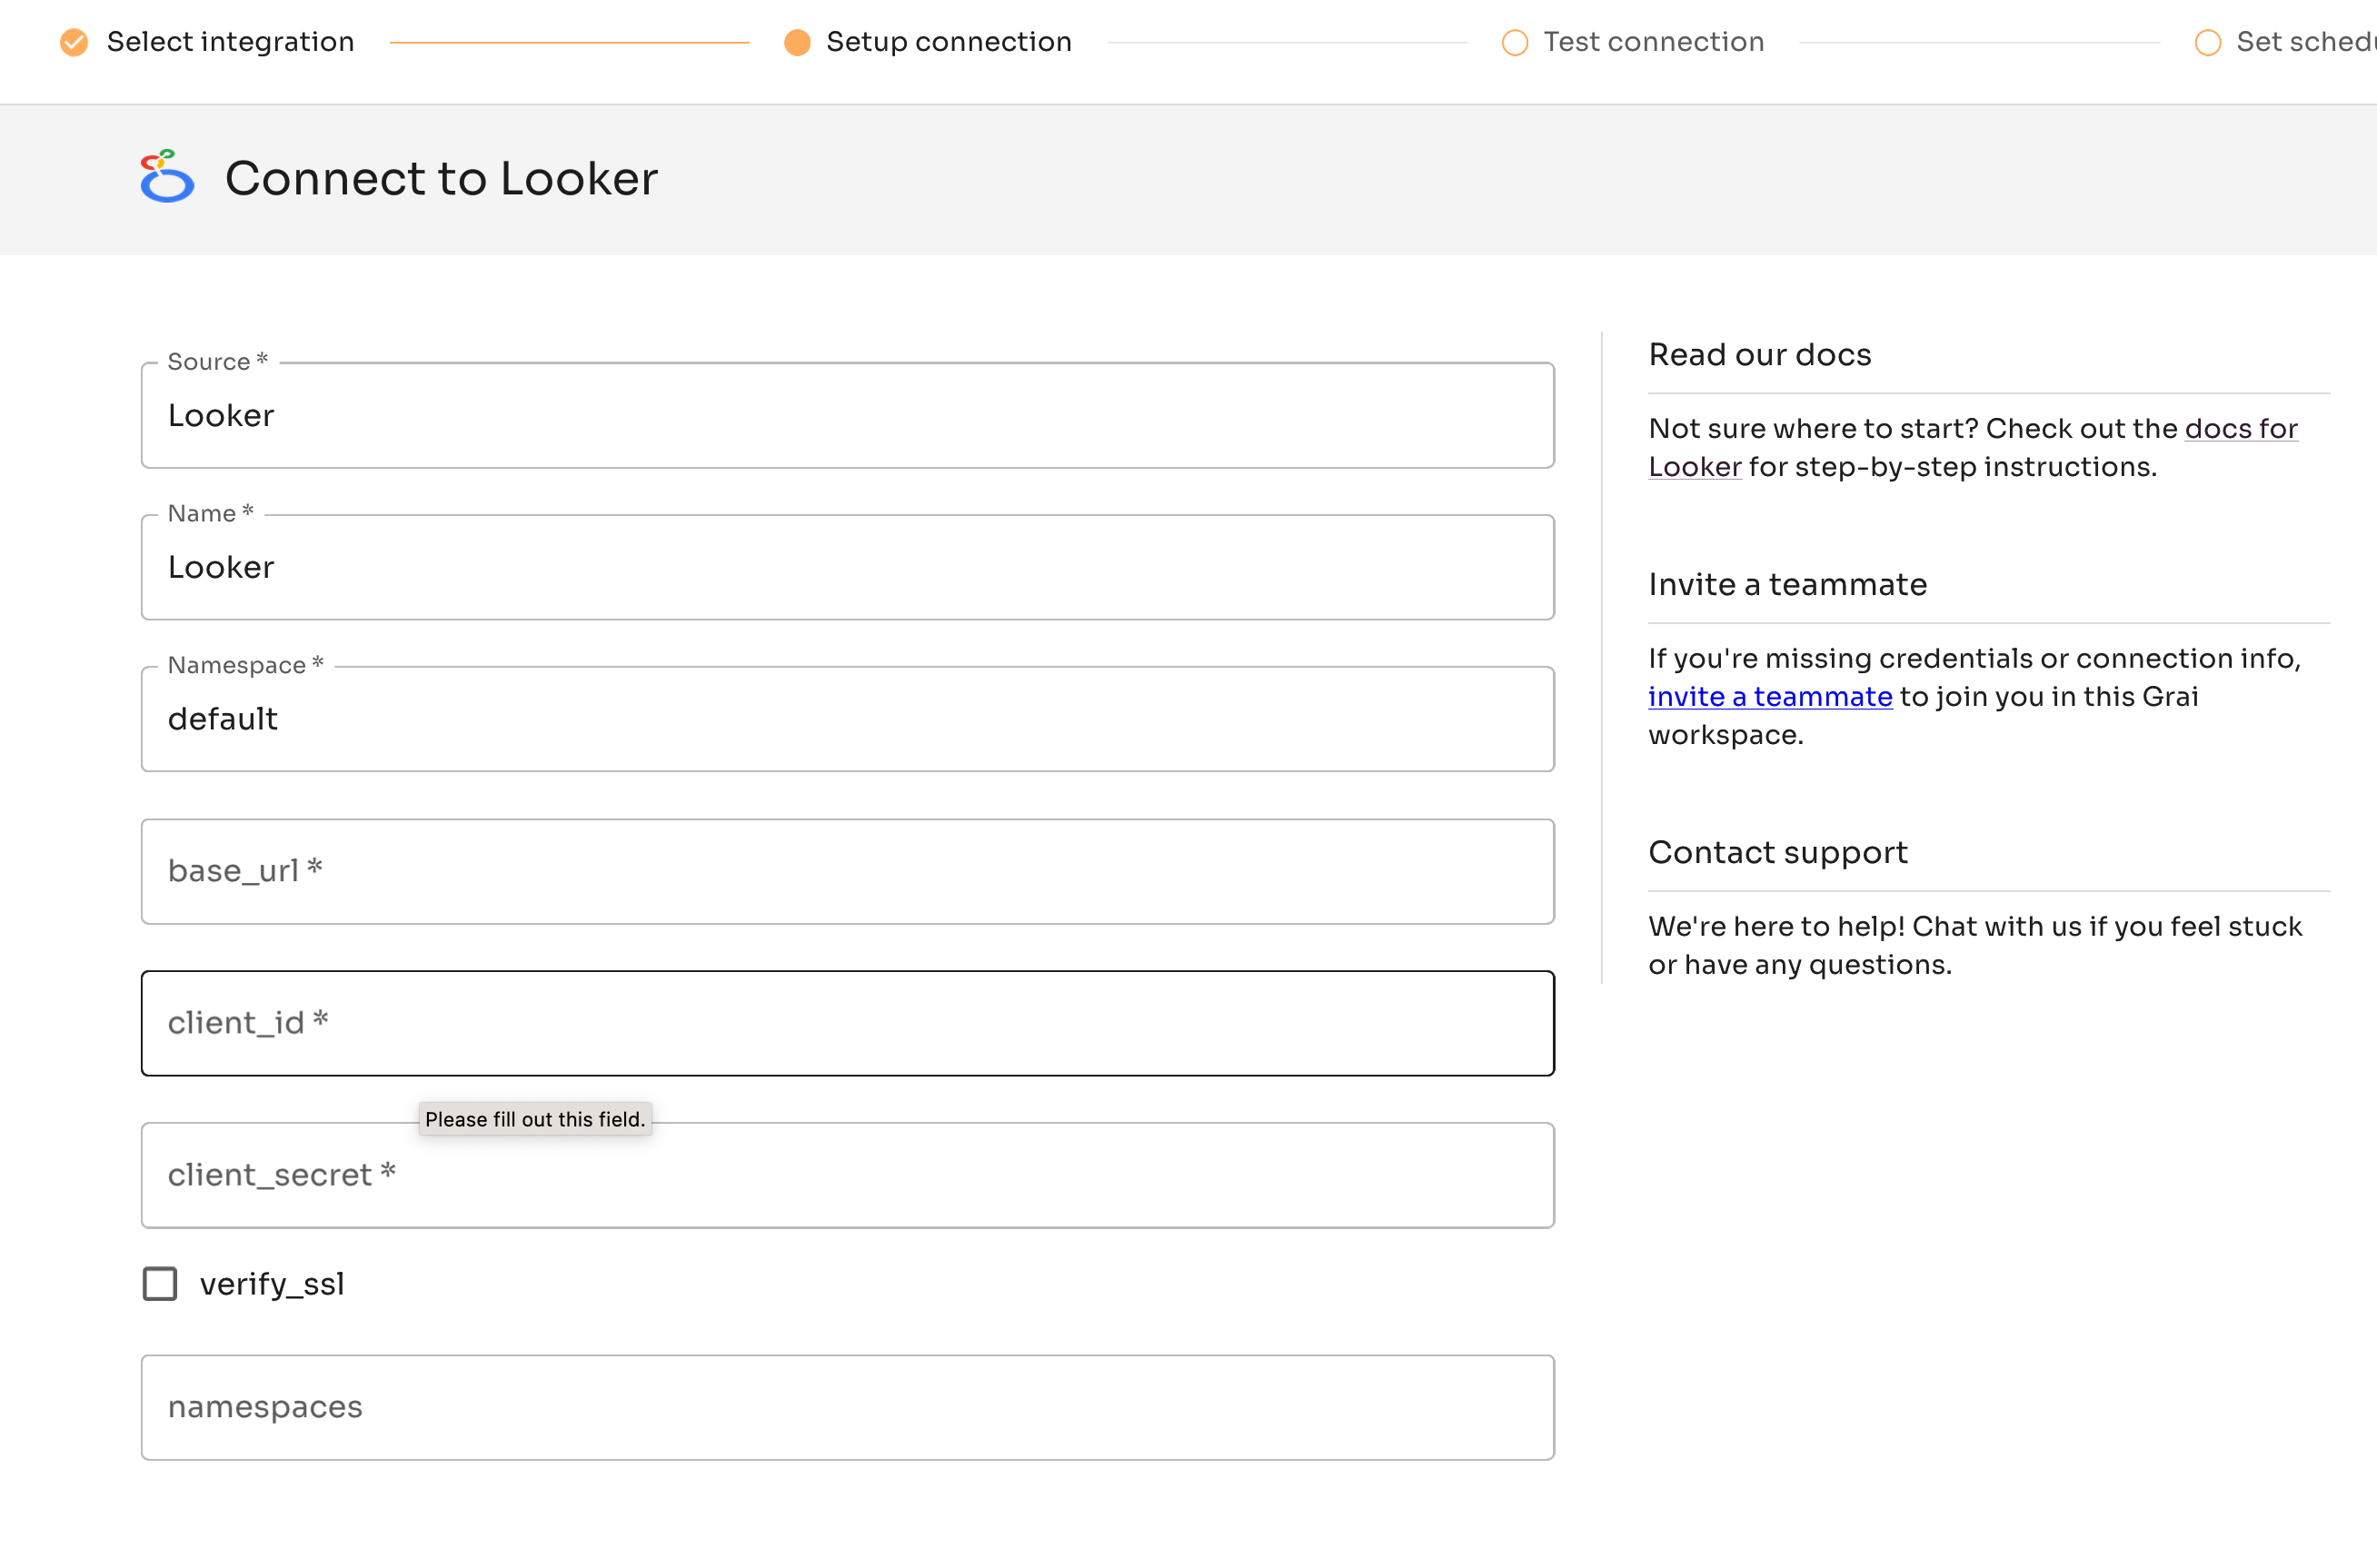 Select integration
Setup connection
Test connection
Set schedu
Connect to Looker
Source *
Looker
Name *
Looker
Namespace *
default
base_url *
client_id *
Please fill out this field.
client_secret *
verify_ssl
namespaces
Read our docs
Not sure where to start? Check out the docs for
Looker for step-by-step instructions.
Invite a teammate
If you're missing credentials or connection info,
invite a teammate to join you in this Grai
workspace.
Contact support
We're here to help! Chat with us if you feel stuck
or have any questions.